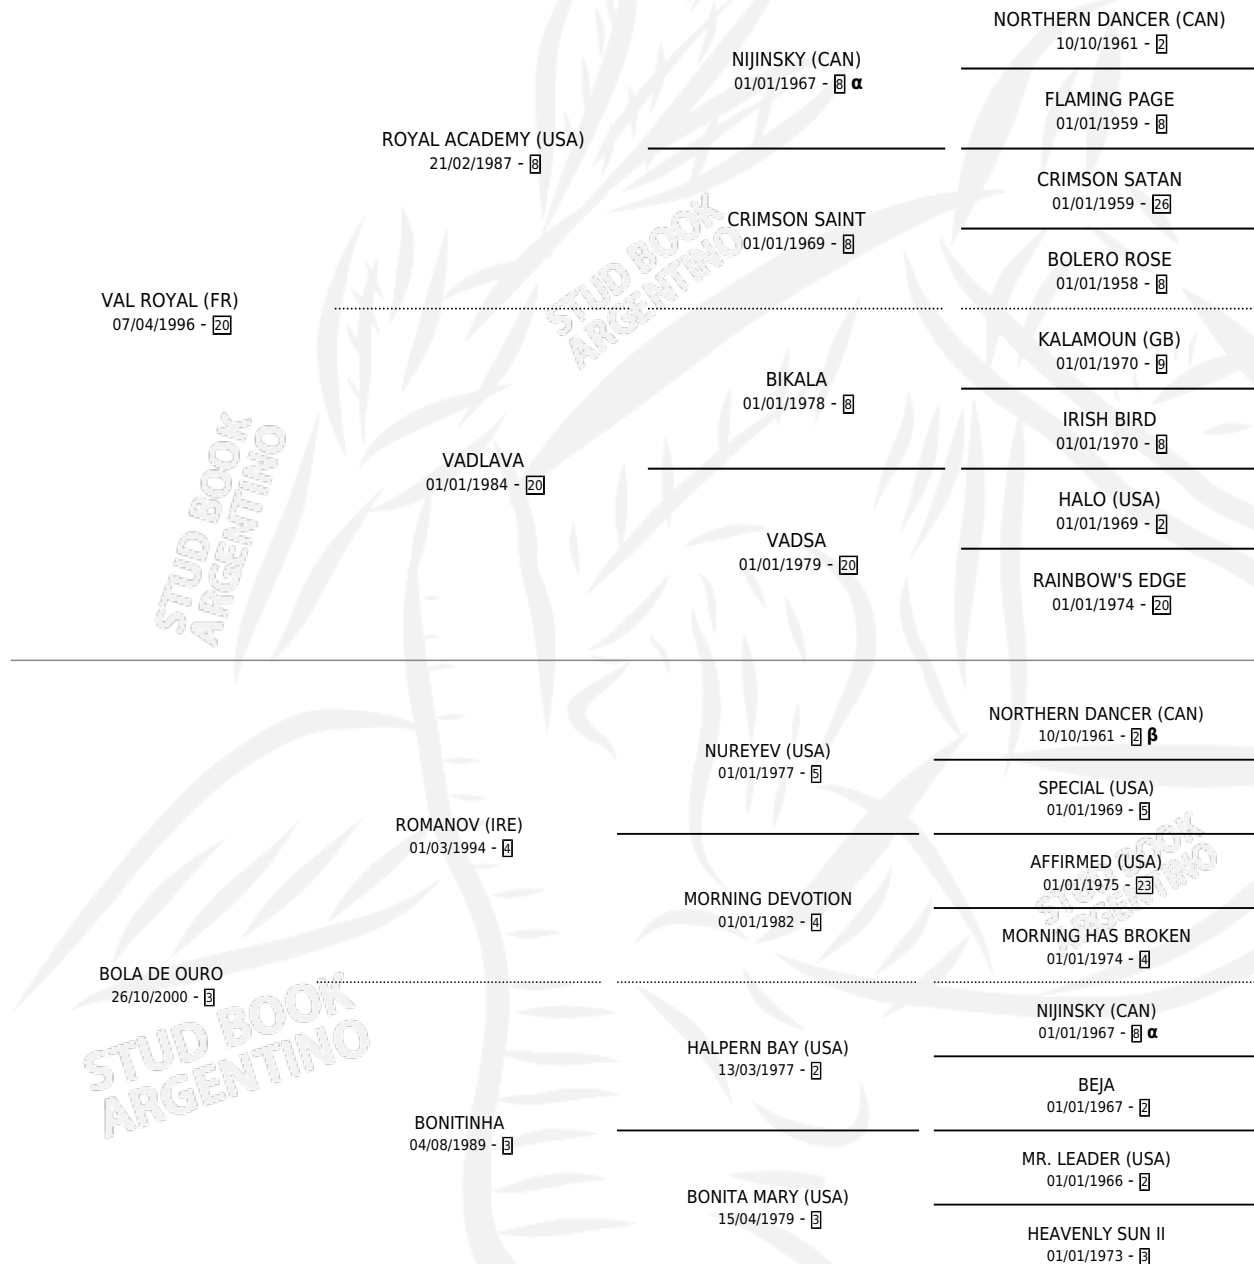 NORTHERN DANCER (CAN)
10/10/1961 - 2
NIJINSKY (CAN)
01/01/1967 - 8 α
FLAMING PAGE
01/01/1959 - 8
ROYAL ACADEMY (USA)
21/02/1987 - 8
CRIMSON SATAN
01/01/1959 - 26
CRIMSON SAINT
01/01/1969 - 8
BOLERO ROSE
01/01/1958 - 8
VAL ROYAL (FR)
07/04/1996 - 20
KALAMOUN (GB)
01/01/1970 - 9
BIKALA
01/01/1978 - 8
IRISH BIRD
01/01/1970 - 8
VADLAVA
01/01/1984 - 20
HALO (USA)
01/01/1969 - 2
VADSA
01/01/1979 - 20
RAINBOW'S EDGE
01/01/1974 - 20
NORTHERN DANCER (CAN)
10/10/1961 - 2 β
NUREYEV (USA)
01/01/1977 - 5
SPECIAL (USA)
01/01/1969 - 5
ROMANOV (IRE)
01/03/1994 - 4
AFFIRMED (USA)
01/01/1975 - 23
MORNING DEVOTION
01/01/1982 - 4
MORNING HAS BROKEN
01/01/1974 - 4
BOLA DE OURO
26/10/2000 - 3
NIJINSKY (CAN)
01/01/1967 - 8 α
HALPERN BAY (USA)
13/03/1977 - 2
BEJA
01/01/1967 - 2
BONITINHA
04/08/1989 - 3
MR. LEADER (USA)
01/01/1966 - 2
BONITA MARY (USA)
15/04/1979 - 3
HEAVENLY SUN II
01/01/1973 - 3
STUD BOOK
ARGENTINO
STUD BOOK
ARGENTINO
STUD BOOK
ARGENTINO
STUD BOOK
ARGENTINO